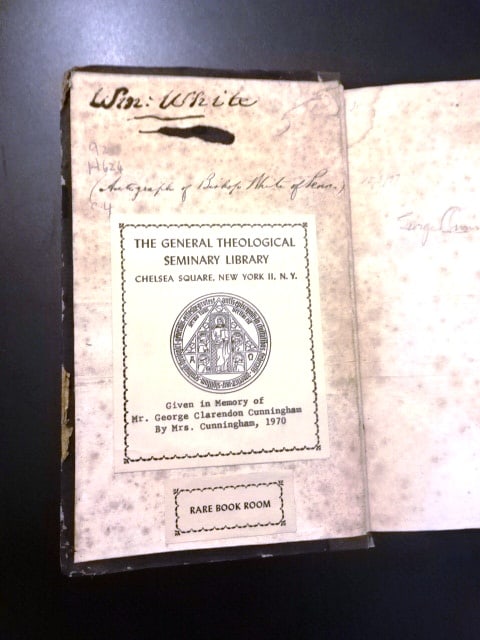 Wm: White
(Autograph of Bishop White of Penn.)
THE GENERAL THEOLOGICAL
SEMINARY LIBRARY
CHELSEA SQUARE, NEW YORK 11, N. Y.
Given in Memory of
Mr. George Clarendon Cunningham
By Mrs. Cunningham, 1970
RARE BOOK ROOM
George